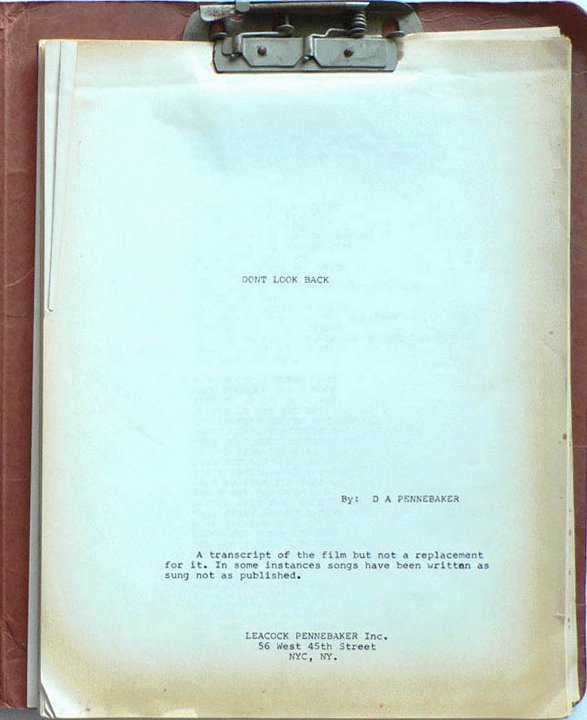 DONT LOOK BACK
By: D A PENNEBAKER
A transcript of the film but not a replacement
for it. In some instances songs have been written as
sung not as published.
LEACOCK PENNEBAKER Inc.
56 West 45th Street
NYC, NY.